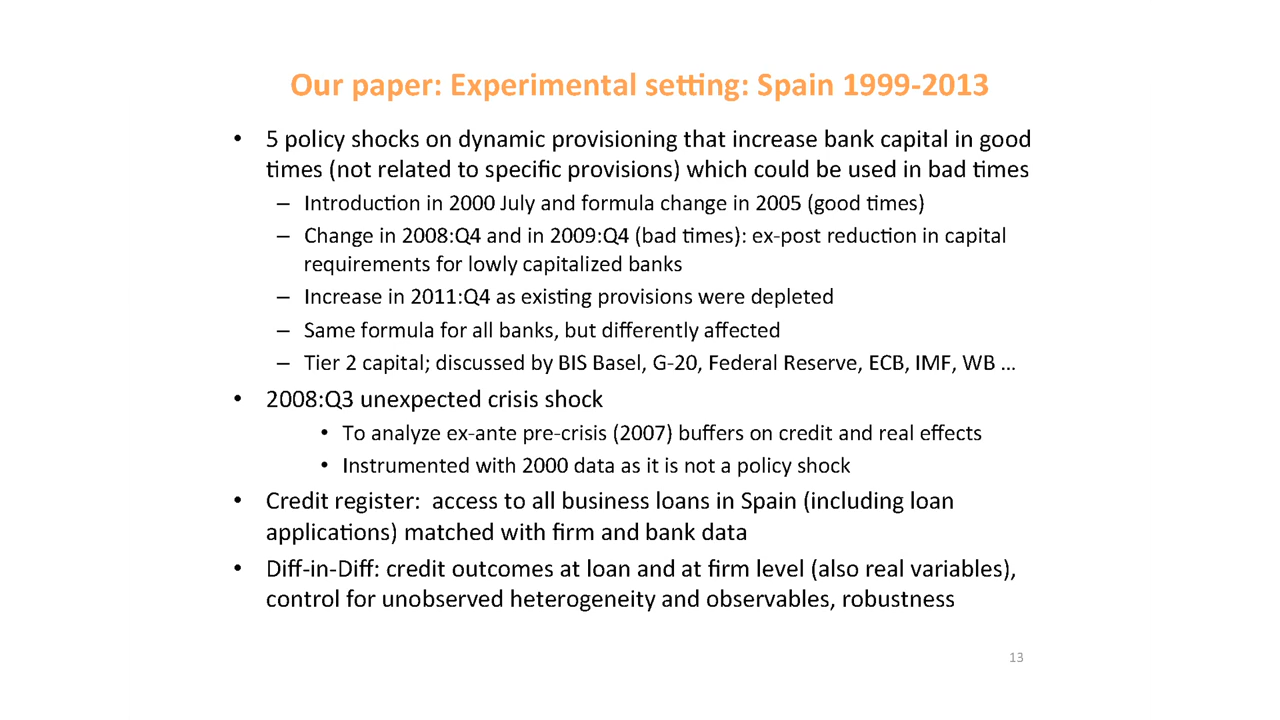 Our paper: Experimental setting: Spain 1999-2013
• 5 policy shocks on dynamic provisioning that increase bank capital in good
times (not related to specific provisions) which could be used in bad times
– Introduction in 2000 July and formula change in 2005 (good times)
– Change in 2008:Q4 and in 2009:Q4 (bad times): ex-post reduction in capital
requirements for lowly capitalized banks
– Increase in 2011:Q4 as existing provisions were depleted
– Same formula for all banks, but differently affected
– Tier 2 capital; discussed by BIS Basel, G-20, Federal Reserve, ECB, IMF, WB ...
• 2008:Q3 unexpected crisis shock
• To analyze ex-ante pre-crisis (2007) buffers on credit and real effects
• Instrumented with 2000 data as it is not a policy shock
• Credit register: access to all business loans in Spain (including loan
applications) matched with firm and bank data
• Diff-in-Diff: credit outcomes at loan and at firm level (also real variables),
control for unobserved heterogeneity and observables, robustness
13